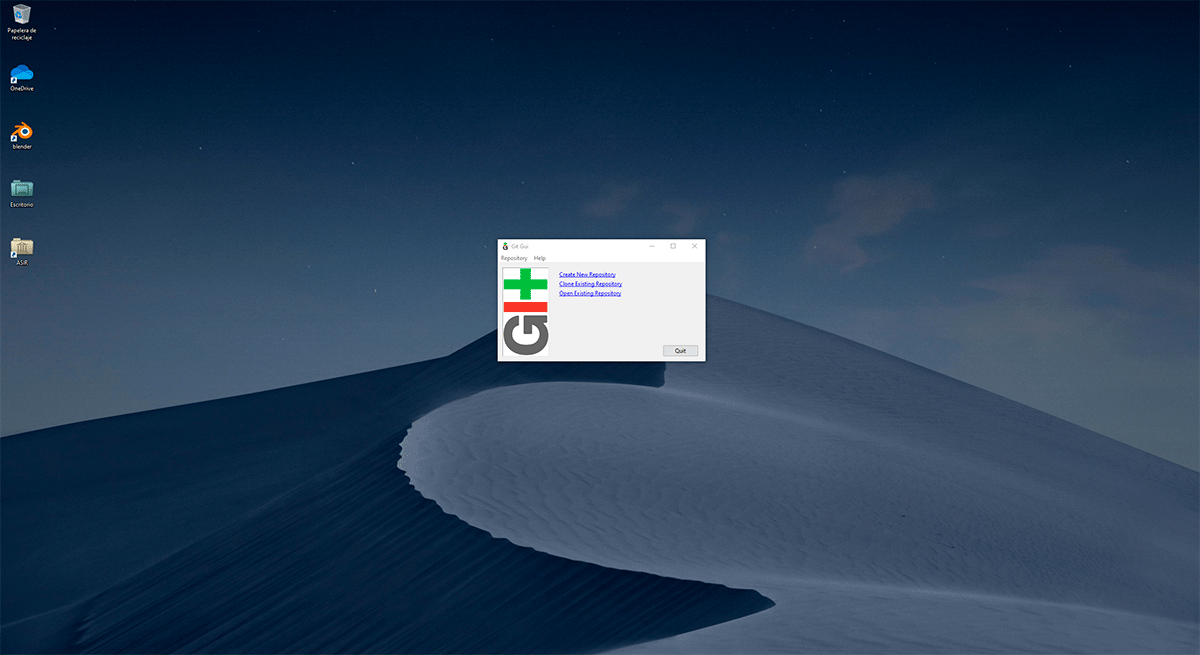 Papelera de
reciclaje
OneDrive
blender
Escritorio
ASIR
Git Gui
Repository Help
Create New Repository
Clone Existing Repository
Open Existing Repository
Quit